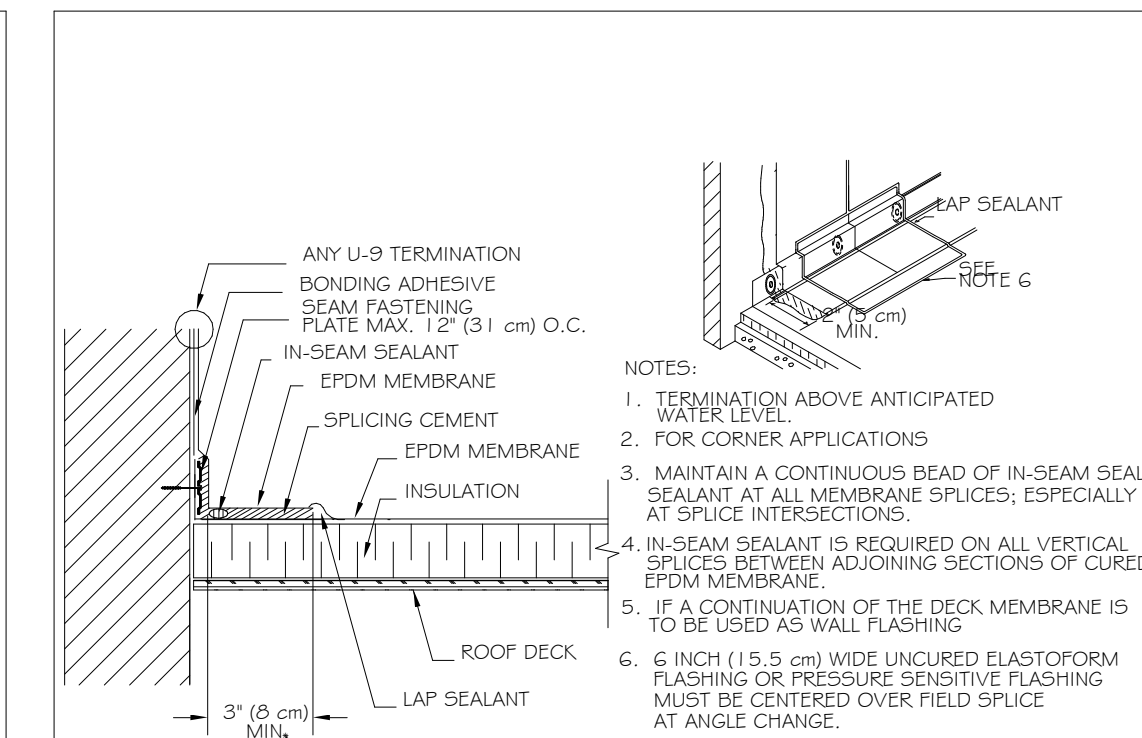 ANY U-9 TERMINATION
BONDING ADHESIVE
SEAM FASTENING
PLATE MAX. 12" (31 cm) O.C.
IN-SEAM SEALANT
EPDM MEMBRANE
SPLICING CEMENT
EPDM MEMBRANE
INSULATION
ROOF DECK
LAP SEALANT
3" (8 cm)
MIN.
LAP SEALANT
SEE
NOTE 6
2" (5 cm)
MIN.
NOTES:
1. TERMINATION ABOVE ANTICIPATED
WATER LEVEL.
2. FOR CORNER APPLICATIONS
3. MAINTAIN A CONTINUOUS BEAD OF IN-SEAM SEAL
SEALANT AT ALL MEMBRANE SPLICES; ESPECIALLY
AT SPLICE INTERSECTIONS.
4. IN-SEAM SEALANT IS REQUIRED ON ALL VERTICAL
SPLICES BETWEEN ADJOINING SECTIONS OF CURED
EPDM MEMBRANE.
5. IF A CONTINUATION OF THE DECK MEMBRANE IS
TO BE USED AS WALL FLASHING
6. 6 INCH (15.5 cm) WIDE UNCURED ELASTOFORM
FLASHING OR PRESSURE SENSITIVE FLASHING
MUST BE CENTERED OVER FIELD SPLICE
AT ANGLE CHANGE.